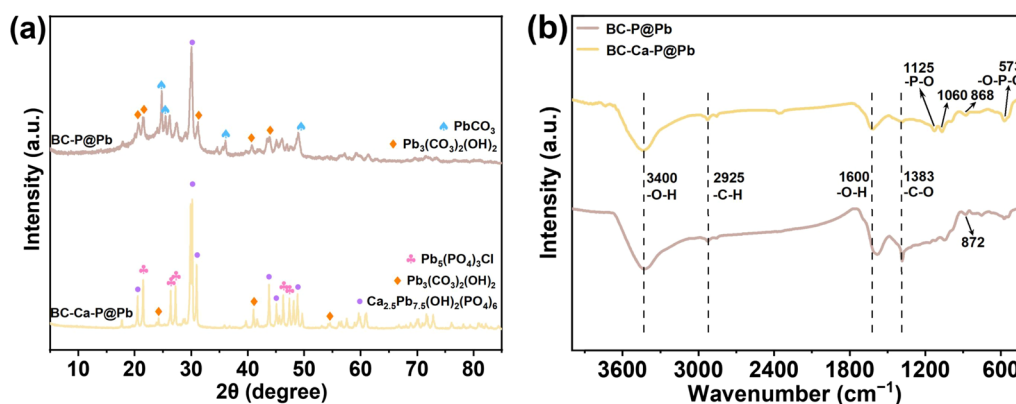 (a)
Intensity (a.u.)
BC-P@Pb
PbCO₃
Pb₃(CO₃)₂(OH)₂
Pb₅(PO₄)₃Cl
Pb₃(CO₃)₂(OH)₂
Ca₂.₅Pb₇.₅(OH)₂(PO₄)₆
BC-Ca-P@Pb
10 20 30 40 50 60 70 80
2θ (degree)
(b)
Intensity (a.u.)
BC-P@Pb
BC-Ca-P@Pb
1125
-P-O
1060
868
573
-O-P-O
3400
-O-H
2925
-C-H
1600
-O-H
1383
-C-O
872
3600 3000 2400 1800 1200 600
Wavenumber (cm⁻¹)